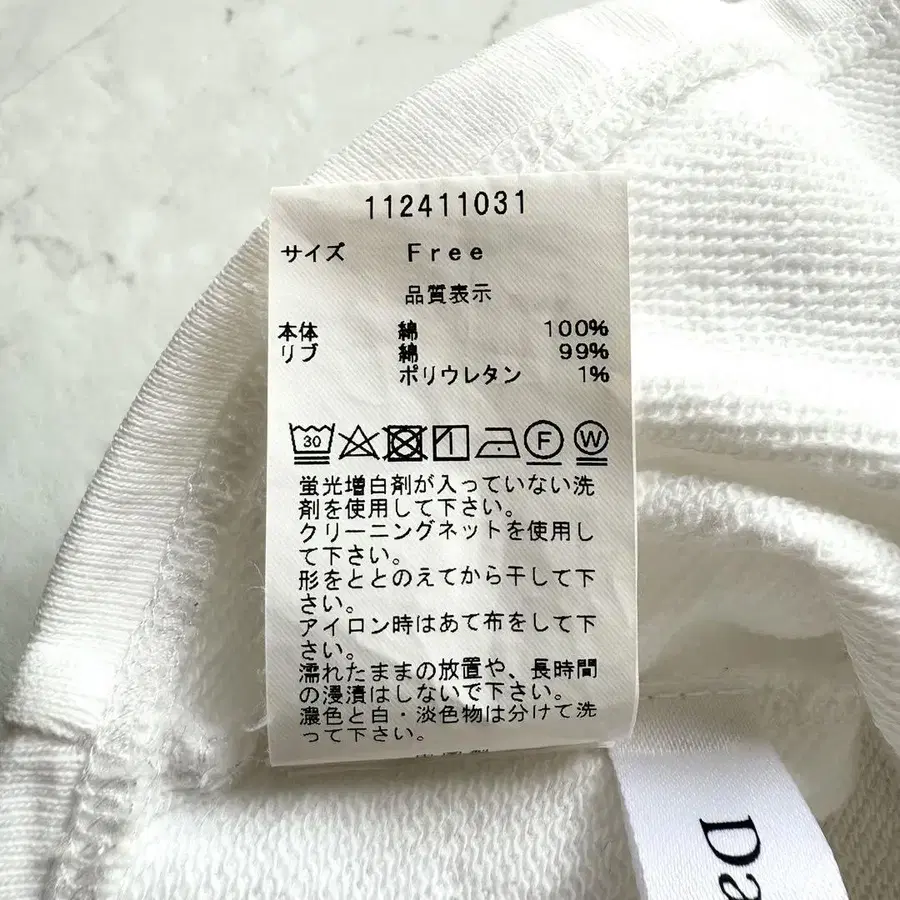 112411031
サイズ Free
品質表示
本体 綿 100%
リブ 綿 99%
ポリウレタン 1%
30 F W
蛍光増白剤が入っていない洗
剤を使用して下さい。
クリーニングネットを使用し
て下さい。
形をととのえてから干して下
さい。
アイロン時はあて布をして下
さい。
濡れたままの放置や、長時間
の浸漬はしないで下さい。
濃色と白・淡色物は分けて洗
って下さい。